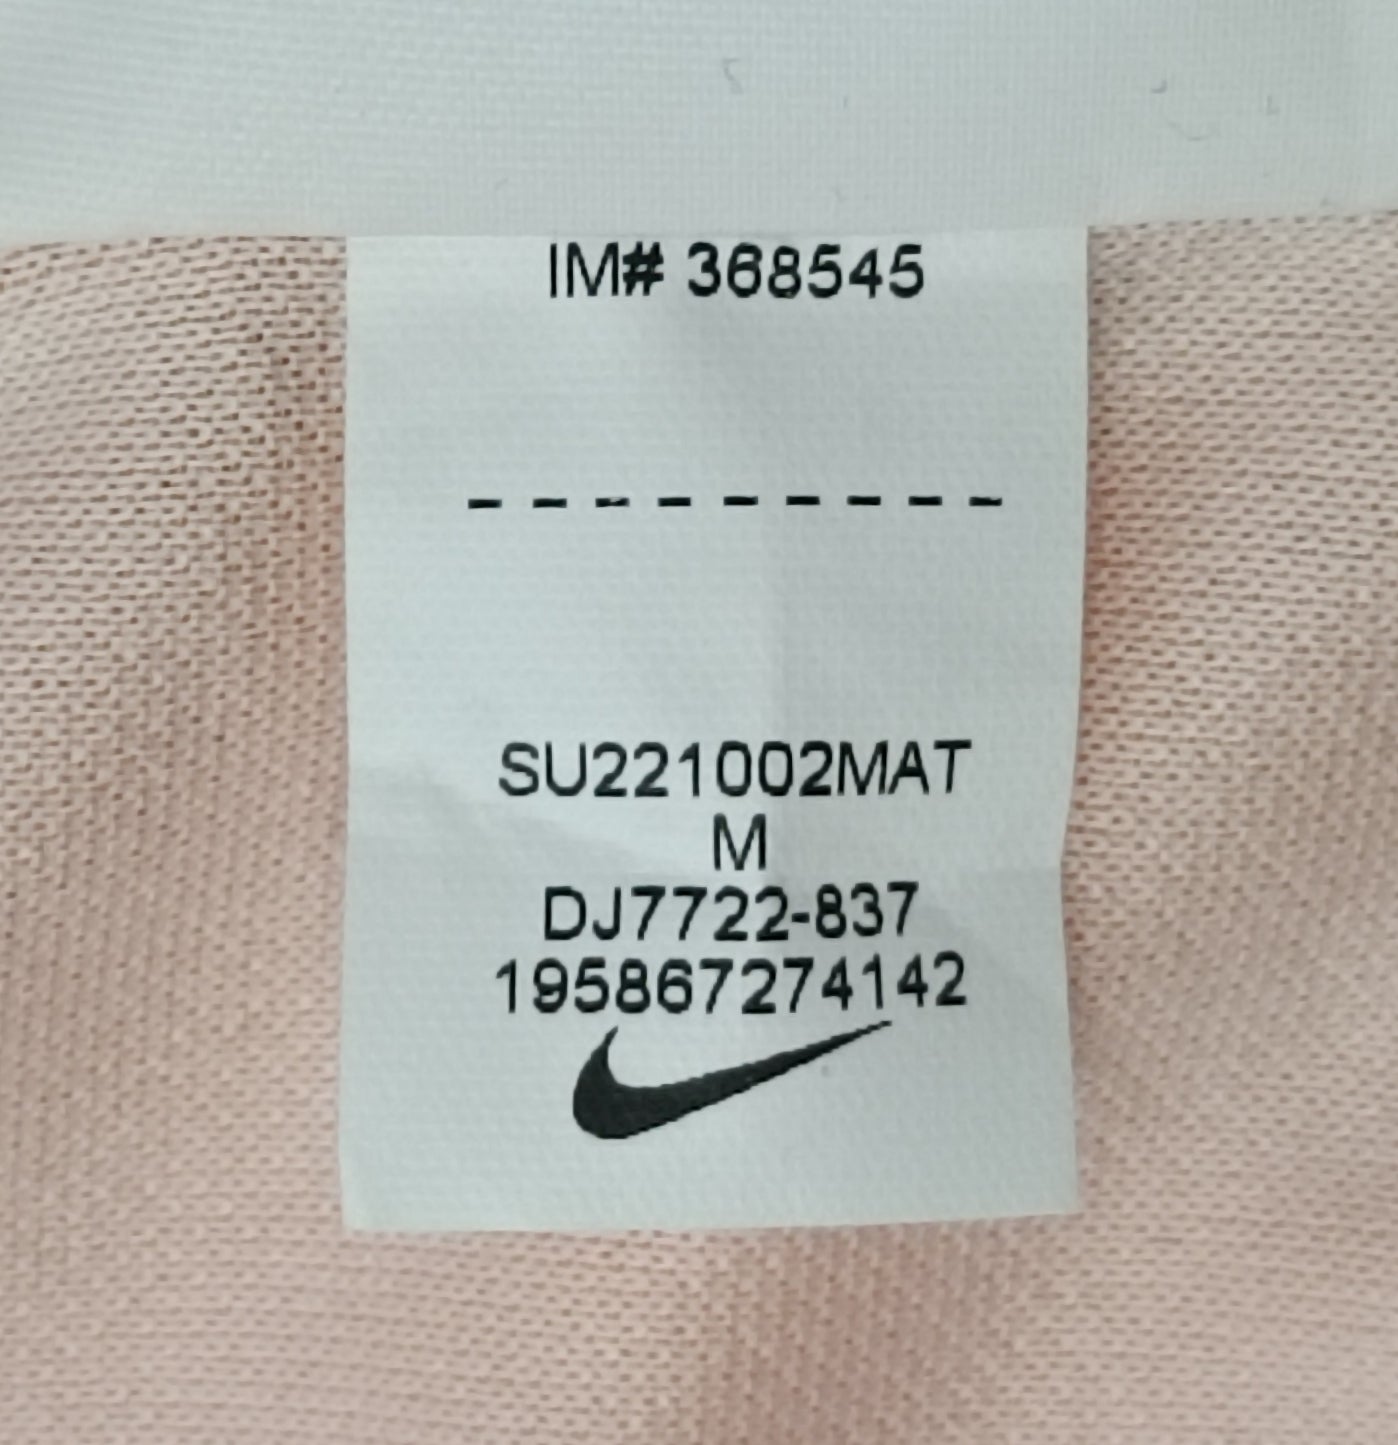 IM# 368545
---------
SU221002MAT
M
DJ7722-837
195867274142